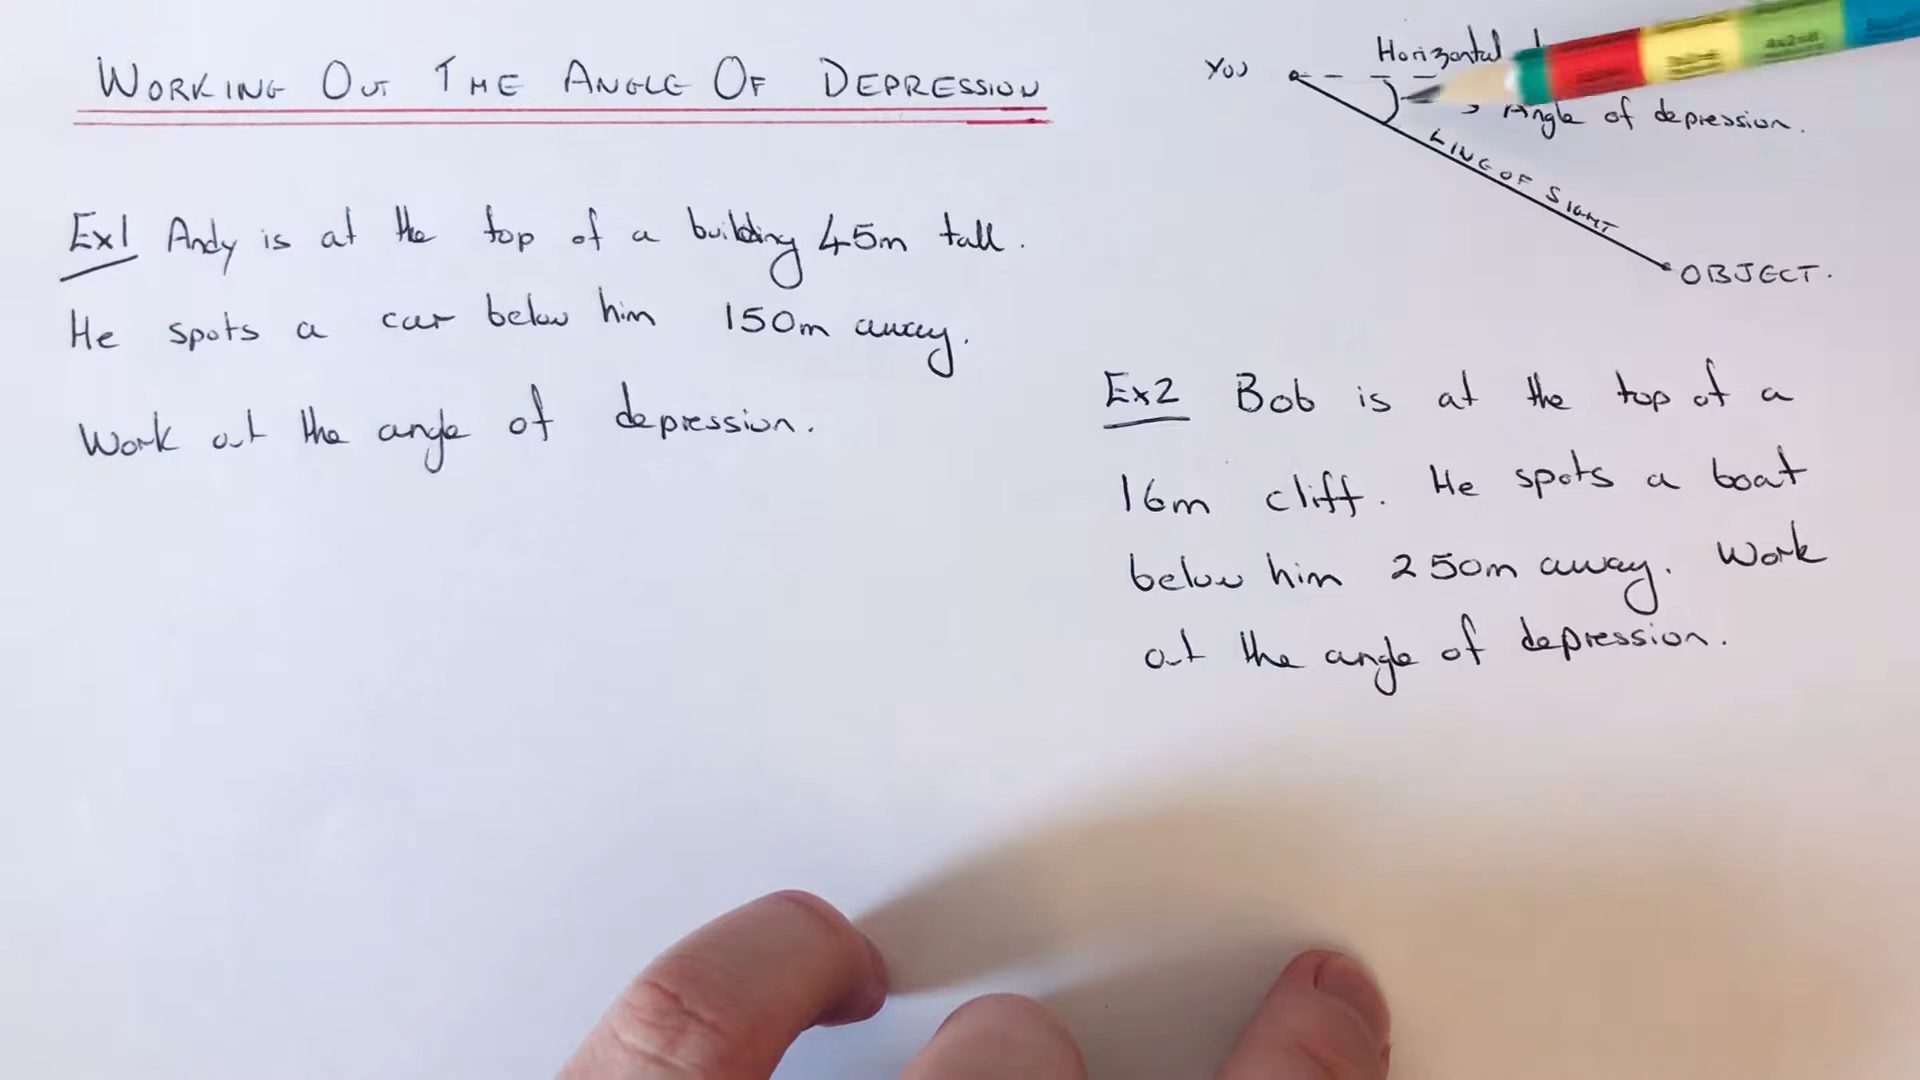 WORKING OUT THE ANGLE OF DEPRESSION
Ex1 Andy is at the top of a building 45m tall.
He spots a car below him 150m away.
Work out the angle of depression.
Horizontal
YOU
Angle of depression.
LINE OF SIGHT
OBJECT.
Ex2 Bob is at the top of a
16m cliff. He spots a boat
below him 250m away. Work
out the angle of depression.